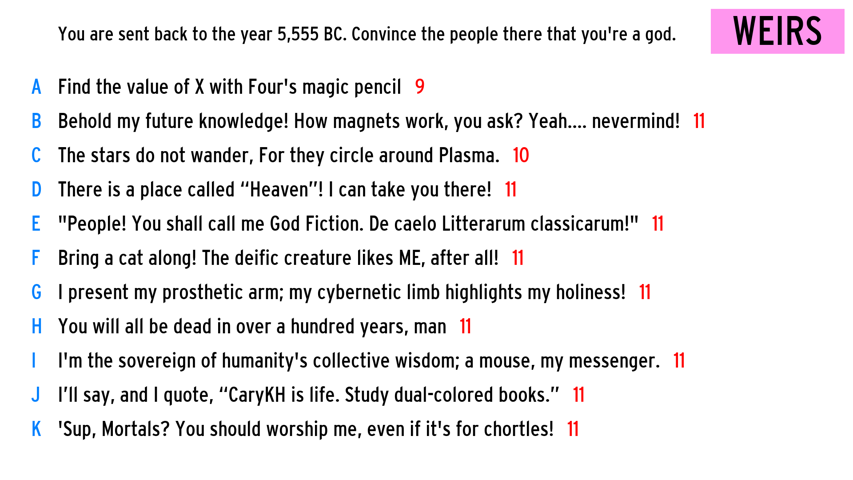 You are sent back to the year 5,555 BC. Convince the people there that you're a god.
WEIRS
A Find the value of X with Four's magic pencil 9
B Behold my future knowledge! How magnets work, you ask? Yeah.... nevermind! 11
C The stars do not wander, For they circle around Plasma. 10
D There is a place called “Heaven”! I can take you there! 11
E "People! You shall call me God Fiction. De caelo Litterarum classicarum!" 11
F Bring a cat along! The deific creature likes ME, after all! 11
G I present my prosthetic arm; my cybernetic limb highlights my holiness! 11
H You will all be dead in over a hundred years, man 11
I I'm the sovereign of humanity's collective wisdom; a mouse, my messenger. 11
J I’ll say, and I quote, “CaryKH is life. Study dual-colored books.” 11
K 'Sup, Mortals? You should worship me, even if it's for chortles! 11